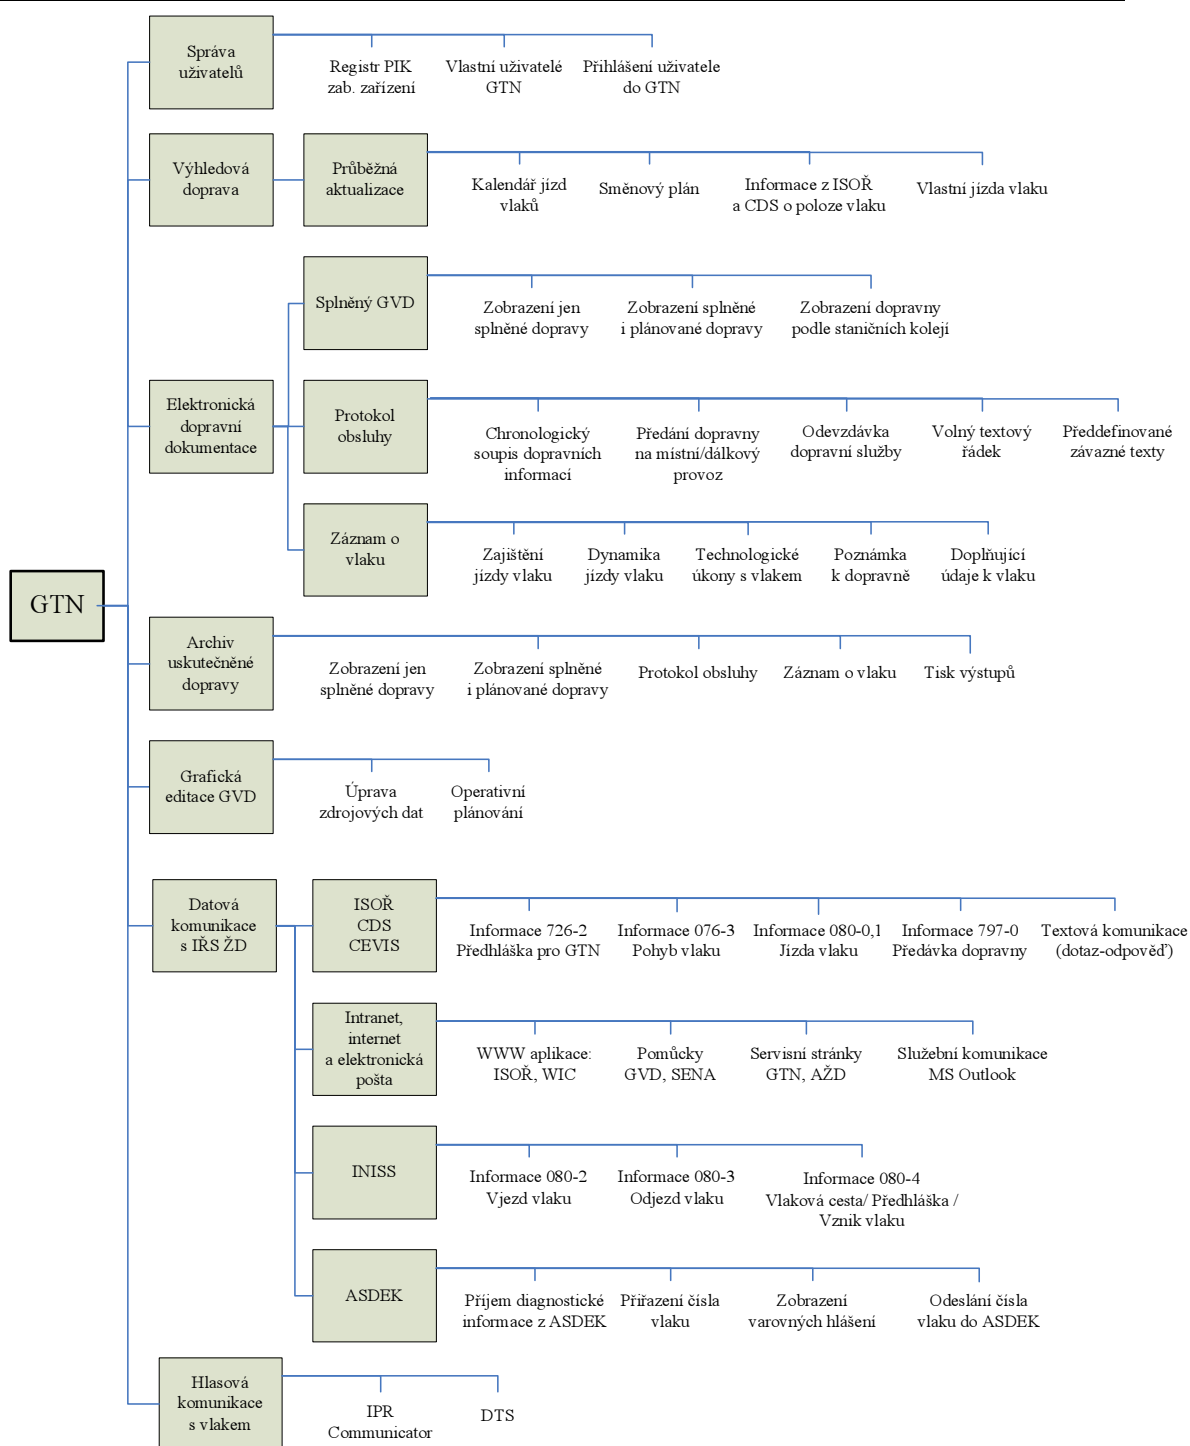 Správa
uživatelů
Registr PIK
zab. zařízení
Vlastní uživatelé
GTN
Přihlášení uživatele
do GTN
Výhledová
doprava
Průběžná
aktualizace
Kalendář jízd
vlaků
Směnový plán
Informace z ISOŘ
a CDS o poloze vlaku
Vlastní jízda vlaku
Splněný GVD
Zobrazení jen
splněné dopravy
Zobrazení splněné
i plánované dopravy
Zobrazení dopravny
podle staničních kolejí
Elektronická
dopravní
dokumentace
Protokol
obsluhy
Chronologický
soupis dopravních
informací
Předání dopravny
na místní/dálkový
provoz
Odevzdávka
dopravní služby
Volný textový
řádek
Předdefinované
závazné texty
Záznam o
vlaku
Zajištění
jízdy vlaku
Dynamika
jízdy vlaku
Technologické
úkony s vlakem
Poznámka
k dopravně
Doplňující
údaje k vlaku
GTN
Archiv
uskutečněné
dopravy
Zobrazení jen
splněné dopravy
Zobrazení splněné
i plánované dopravy
Protokol obsluhy
Záznam o vlaku
Tisk výstupů
Grafická
editace GVD
Úprava
zdrojových dat
Operativní
plánování
Datová
komunikace
s IŘS ŽD
ISOŘ
CDS
CEVIS
Informace 726-2
Předhláška pro GTN
Informace 076-3
Pohyb vlaku
Informace 080-0,1
Jízda vlaku
Informace 797-0
Předávka dopravny
Textová komunikace
(dotaz-odpověď)
Intranet,
internet
a elektronická
pošta
WWW aplikace:
ISOŘ, WIC
Pomůcky
GVD, SENA
Servisní stránky
GTN, AŽD
Služební komunikace
MS Outlook
INISS
Informace 080-2
Vjezd vlaku
Informace 080-3
Odjezd vlaku
Informace 080-4
Vlaková cesta/ Předhláška /
Vznik vlaku
ASDEK
Příjem diagnostické
informace z ASDEK
Přiřazení čísla
vlaku
Zobrazení
varovných hlášení
Odeslání čísla
vlaku do ASDEK
Hlasová
komunikace
s vlakem
IPR
Communicator
DTS